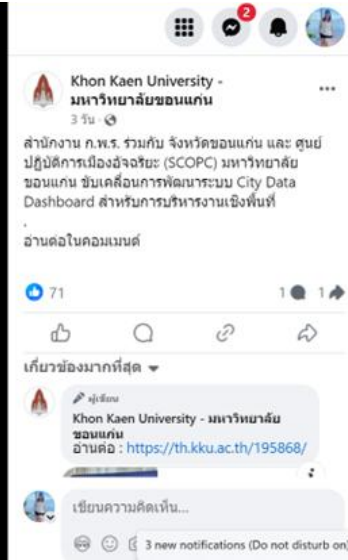 2
Khon Kaen University -
มหาวิทยาลัยขอนแก่น
3 วัน
สำนักงาน ก.พ.ร. ร่วมกับ จังหวัดขอนแก่น และ ศูนย์
ปฏิบัติการเมืองอัจฉริยะ (SCOPC) มหาวิทยาลัย
ขอนแก่น ขับเคลื่อนการพัฒนาระบบ City Data
Dashboard สำหรับการบริหารงานเชิงพื้นที่
.
อ่านต่อในคอมเมนต์
71
1
1
เกี่ยวข้องมากที่สุด
ผู้เขียน
Khon Kaen University - มหาวิทยาลัย
ขอนแก่น
อ่านต่อ : https://th.kku.ac.th/195868/
เขียนความคิดเห็น...
3 new notifications (Do not disturb on)